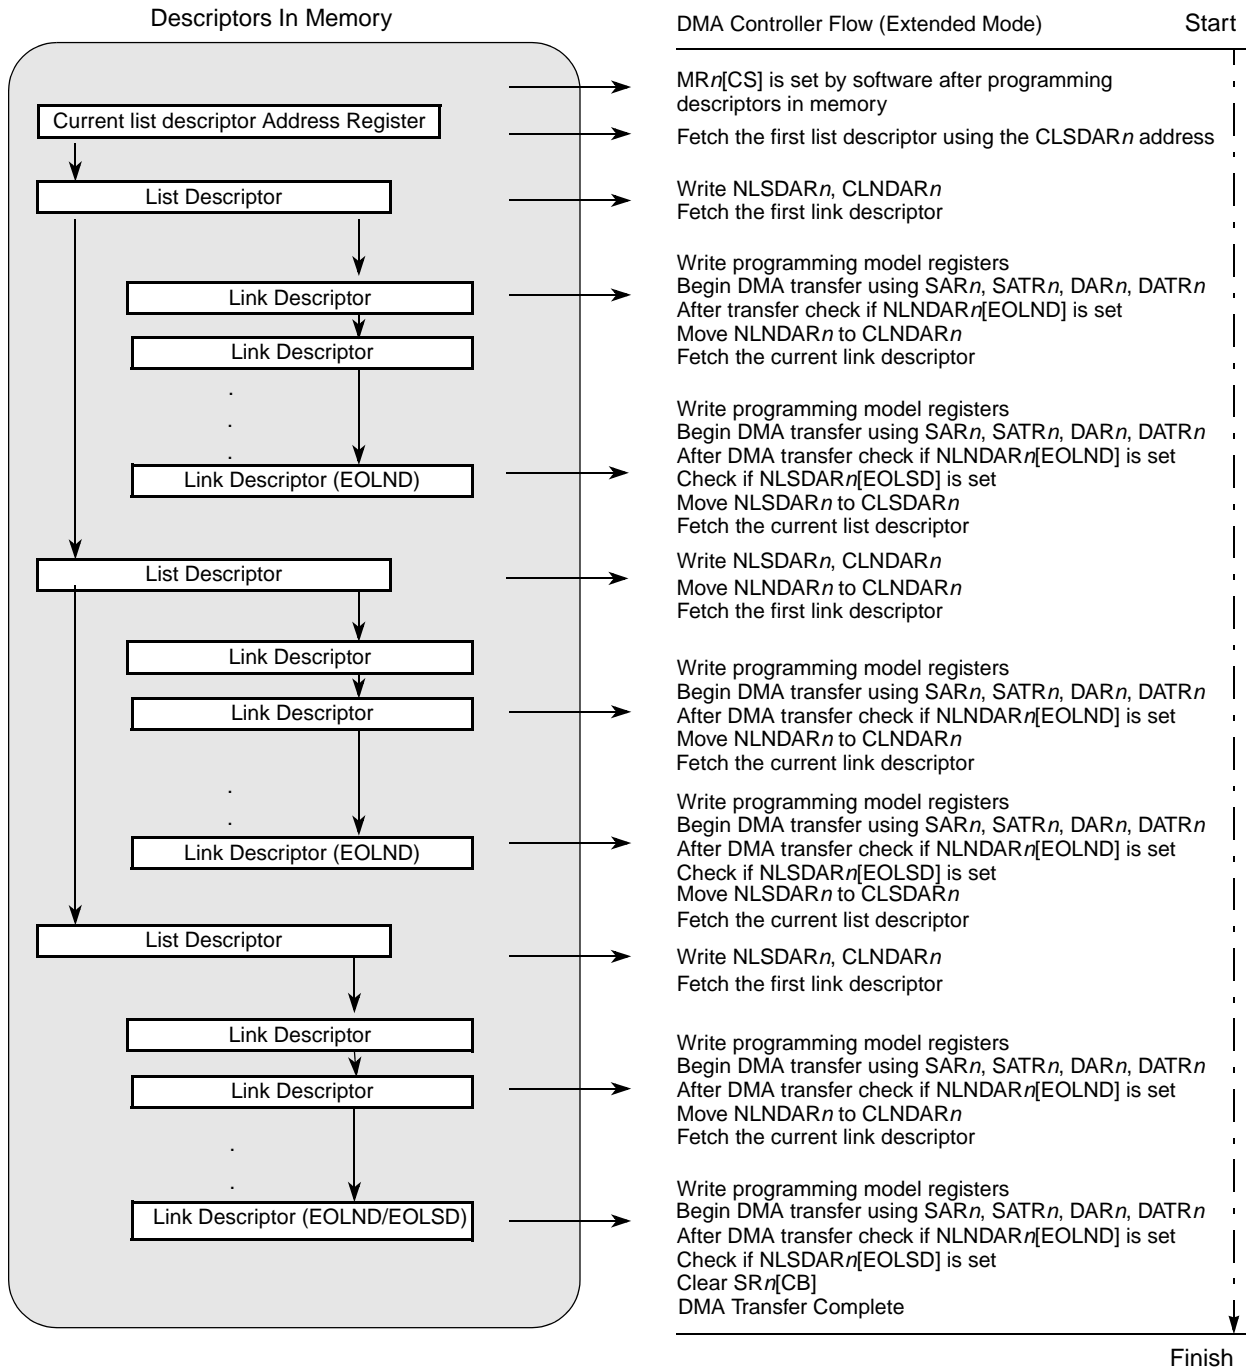 Descriptors In Memory
DMA Controller Flow (Extended Mode)
Start
MRn[CS] is set by software after programming
descriptors in memory
Current list descriptor Address Register
Fetch the first list descriptor using the CLSDARn address
List Descriptor
Write NLSDARn, CLNDARn
Fetch the first link descriptor
Link Descriptor
Write programming model registers
Begin DMA transfer using SARn, SATRn, DARn, DATRn
After transfer check if NLNDARn[EOLND] is set
Move NLNDARn to CLNDARn
Fetch the current link descriptor
Link Descriptor
.
.
.
Link Descriptor (EOLND)
Write programming model registers
Begin DMA transfer using SARn, SATRn, DARn, DATRn
After DMA transfer check if NLNDARn[EOLND] is set
Check if NLSDARn[EOLSD] is set
Move NLSDARn to CLSDARn
Fetch the current list descriptor
List Descriptor
Write NLSDARn, CLNDARn
Move NLNDARn to CLNDARn
Fetch the first link descriptor
Link Descriptor
Link Descriptor
Write programming model registers
Begin DMA transfer using SARn, SATRn, DARn, DATRn
After DMA transfer check if NLNDARn[EOLND] is set
Move NLNDARn to CLNDARn
Fetch the current link descriptor
.
.
Link Descriptor (EOLND)
Write programming model registers
Begin DMA transfer using SARn, SATRn, DARn, DATRn
After DMA transfer check if NLNDARn[EOLND] is set
Check if NLSDARn[EOLSD] is set
Move NLSDARn to CLSDARn
Fetch the current list descriptor
List Descriptor
Write NLSDARn, CLNDARn
Fetch the first link descriptor
Link Descriptor
Link Descriptor
Write programming model registers
Begin DMA transfer using SARn, SATRn, DARn, DATRn
After DMA transfer check if NLNDARn[EOLND] is set
Move NLNDARn to CLNDARn
Fetch the current link descriptor
.
.
Link Descriptor (EOLND/EOLSD)
Write programming model registers
Begin DMA transfer using SARn, SATRn, DARn, DATRn
After DMA transfer check if NLNDARn[EOLND] is set
Check if NLSDARn[EOLSD] is set
Clear SRn[CB]
DMA Transfer Complete
Finish